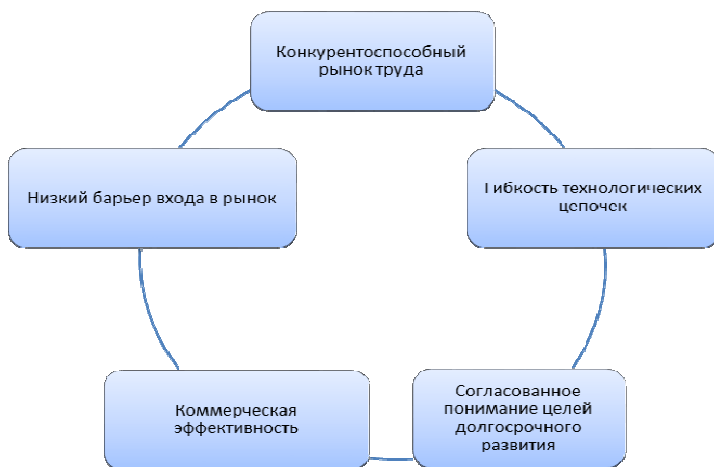 Конкурентоспособный
рынок труда
Низкий барьер входа в рынок
Гибкость технологических
цепочек
Коммерческая
эффективность
Согласованное
понимание целей
долгосрочного
развития